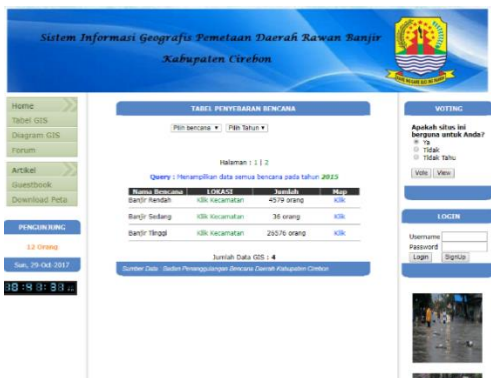 Sistem Informasi Geografis Pemetaan Daerah Rawan Banjir
Kabupaten Cirebon
Home
Tabel GIS
Diagram GIS
Forum
Artikel
Guestbook
Download Peta
PENGUNJUNG
12 Orang
Sun, 29-Oct-2017
TABEL PENYEBARAN BENCANA
Pilih bencana Pilih Tahun
Halaman : 1 | 2
Query : Menampilkan data semua bencana pada tahun 2015
Nama Bencana LOKASI Jumlah Map
Banjir Rendah Klik Kecamatan 4579 orang Klik
Banjir Sedang Klik Kecamatan 36 orang Klik
Banjir Tinggi Klik Kecamatan 26576 orang Klik
Jumlah Data GIS : 4
Sumber Data : Badan Penanggulangan Bencana Daerah Kabupaten Cirebon
VOTING
Apakah situs ini
berguna untuk Anda?
Ya
Tidak
Tidak Tahu
Vote View
LOGIN
Username
Password
Login SignUp